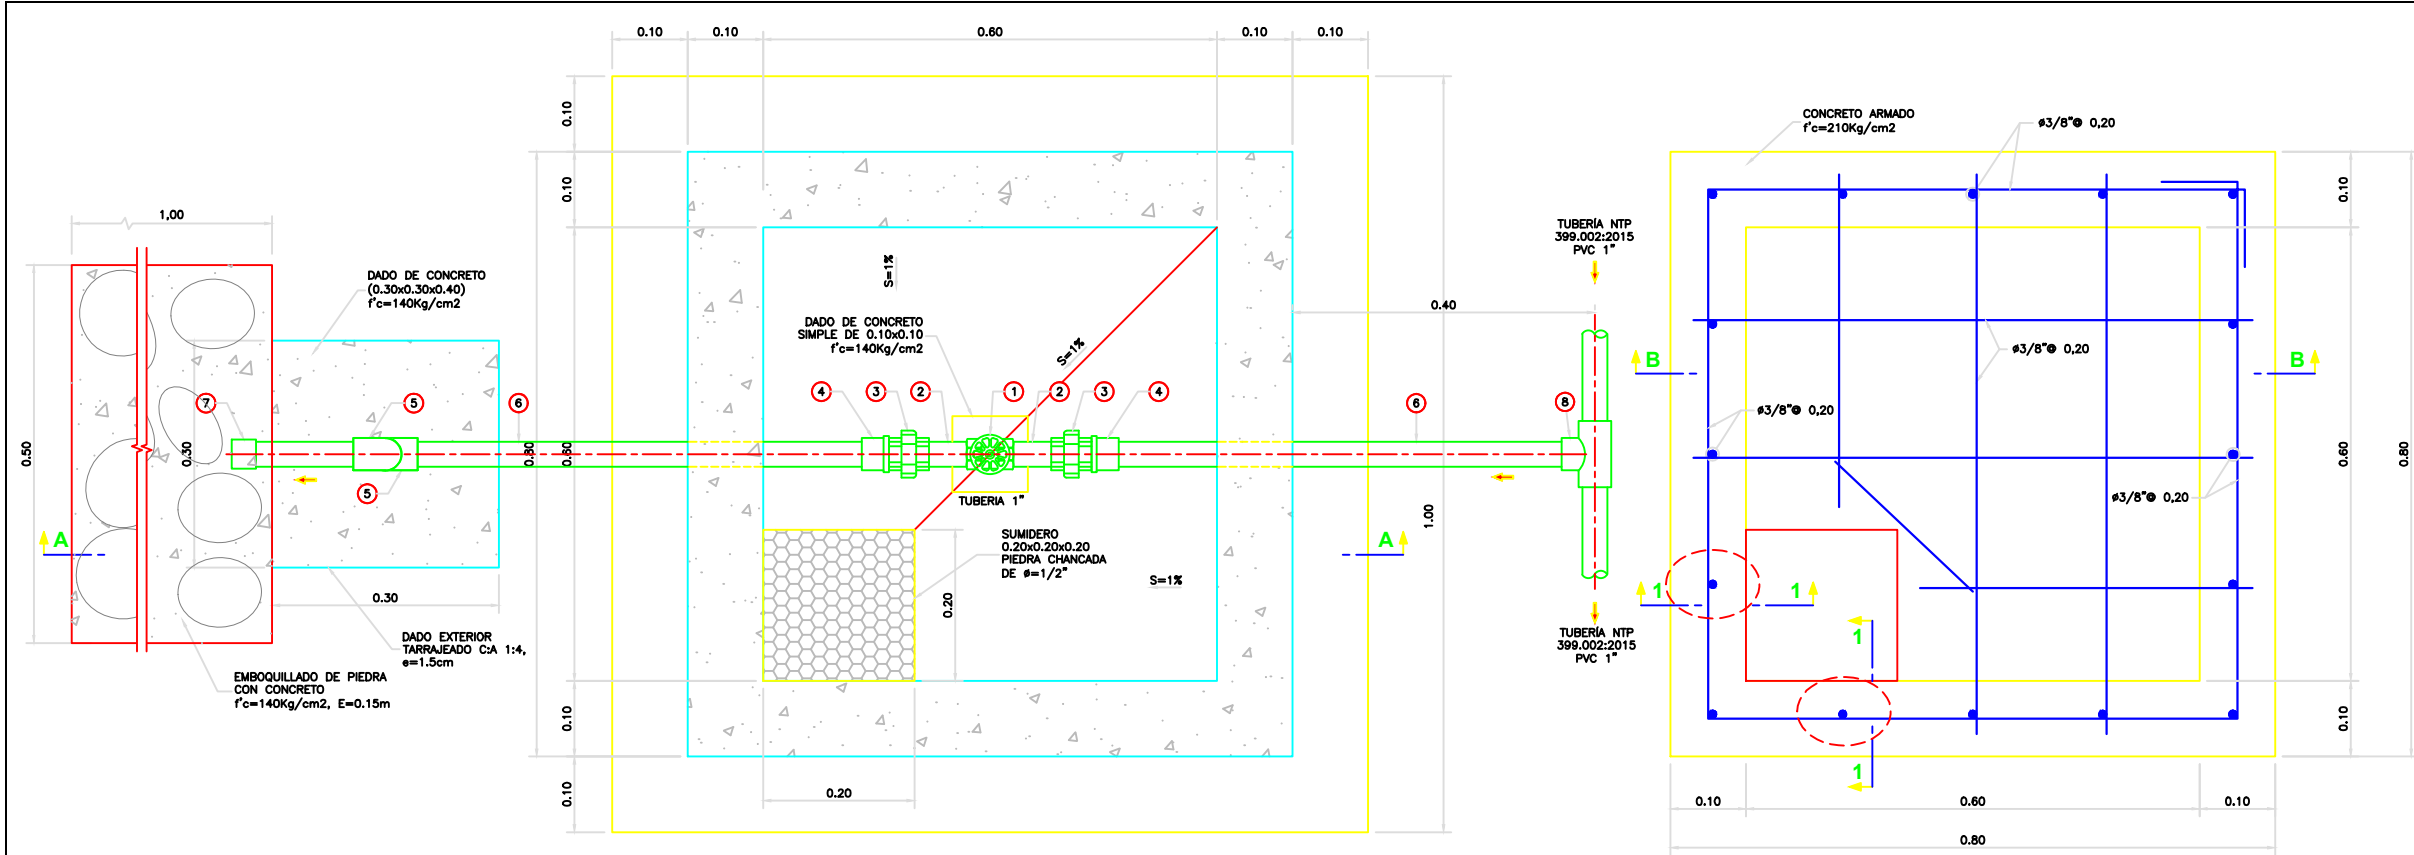 0.10
0.10
0.60
0.10
0.10
0.10
0.10
1,00
DADO DE CONCRETO
(0.30x0.30x0.40)
f'c=140Kg/cm2
S=1%
DADO DE CONCRETO
SIMPLE DE 0.10x0.10
f'c=140Kg/cm2
S=1%
0.40
TUBERÍA NTP
399.002:2015
PVC 1"
7
5
6
4
3
2
1
2
3
4
6
8
0.50
0.30
0.80
0.60
5
TUBERIA 1"
1.00
A
A
SUMIDERO
0.20x0.20x0.20
PIEDRA CHANCADA
DE ø=1/2"
S=1%
0.20
0.30
DADO EXTERIOR
TARRAJEADO C:A 1:4,
e=1.5cm
EMBOQUILLADO DE PIEDRA
CON CONCRETO
f'c=140Kg/cm2, E=0.15m
TUBERÍA NTP
399.002:2015
PVC 1"
0.10
0.10
0.20
CONCRETO ARMADO
f'c=210Kg/cm2
ø3/8"@ 0,20
0.10
ø3/8"@ 0,20
B
B
ø3/8"@ 0,20
0.60
0.80
ø3/8"@ 0,20
1
1
1
0.10
1
0.10
0.60
0.10
0.80